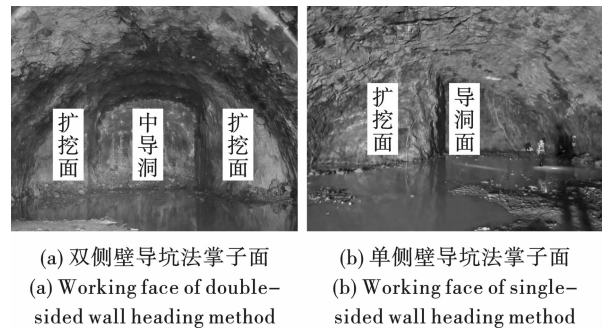 扩挖面
中导洞
扩挖面
扩挖面
导洞面
(a) 双侧壁导坑法掌子面
(a) Working face of double-
sided wall heading method
(b) 单侧壁导坑法掌子面
(b) Working face of single-
sided wall heading method